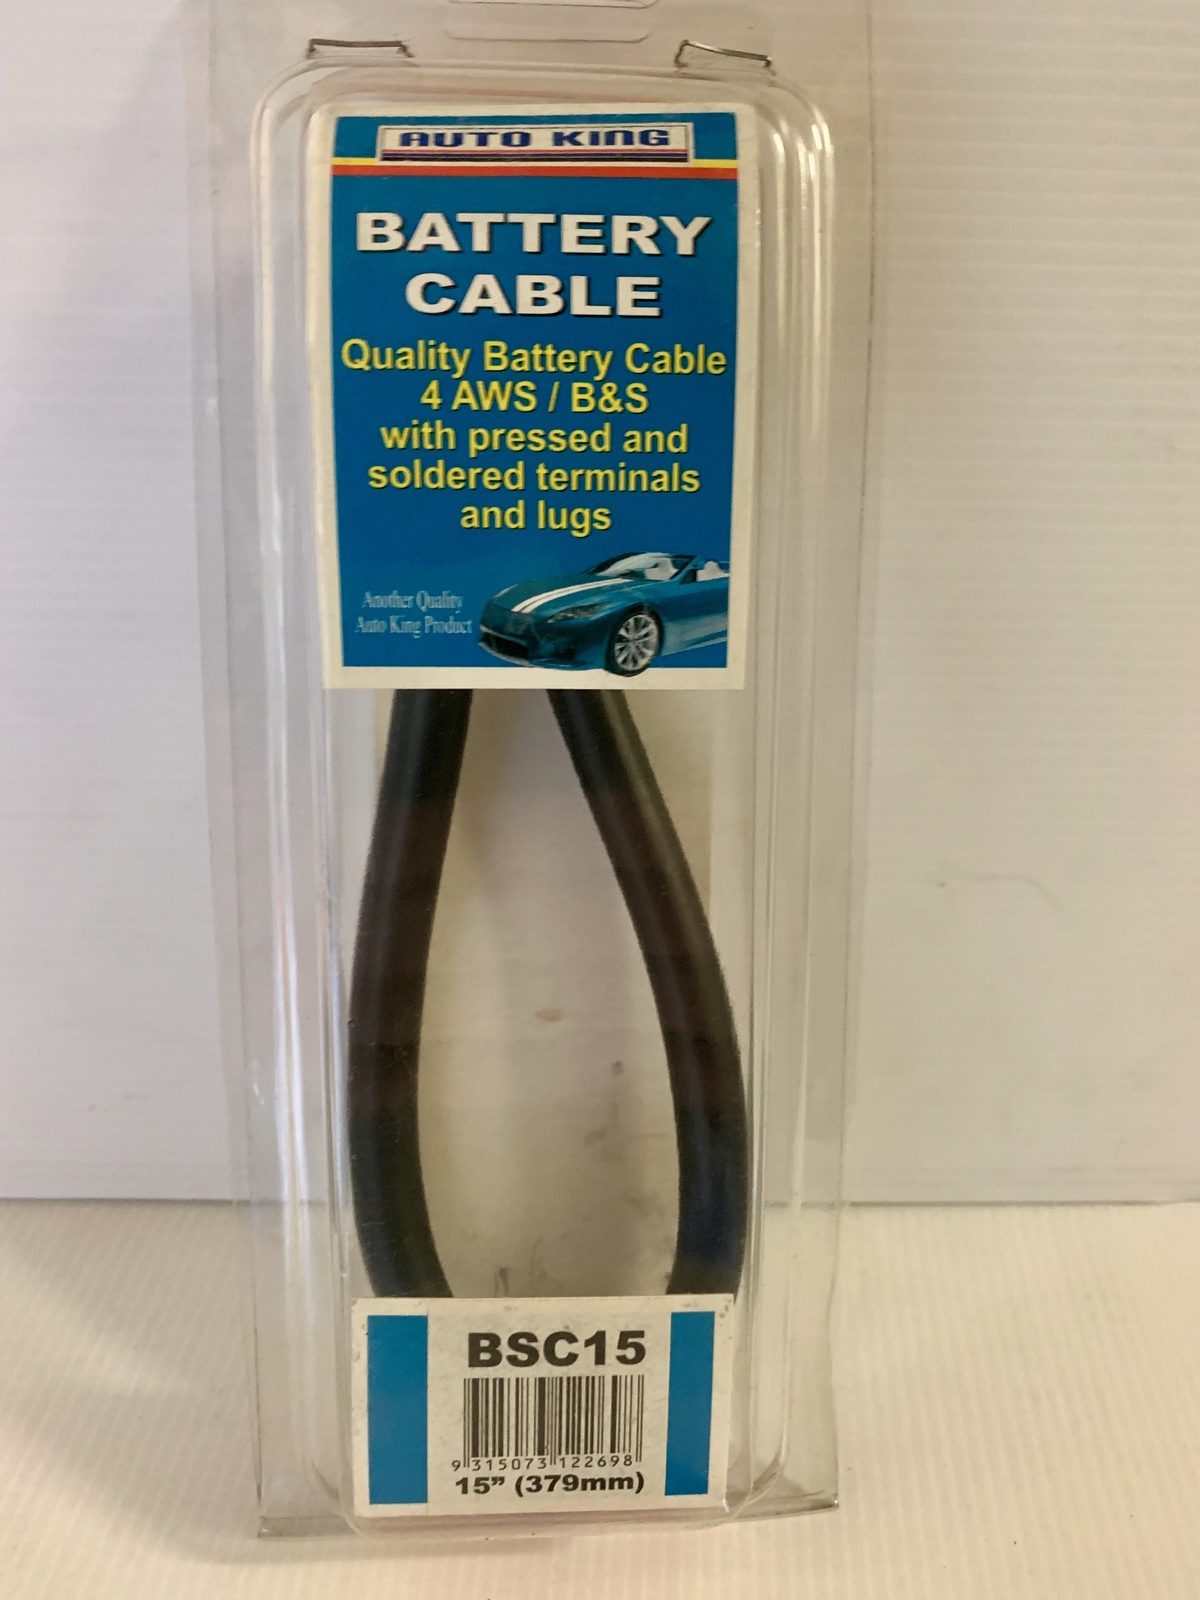 AUTO KING
BATTERY
CABLE
Quality Battery Cable
4 AWS / B&S
with pressed and
soldered terminals
and lugs
Another Quality
Auto King Product
BSC15
9 315073 122698
15” (379mm)